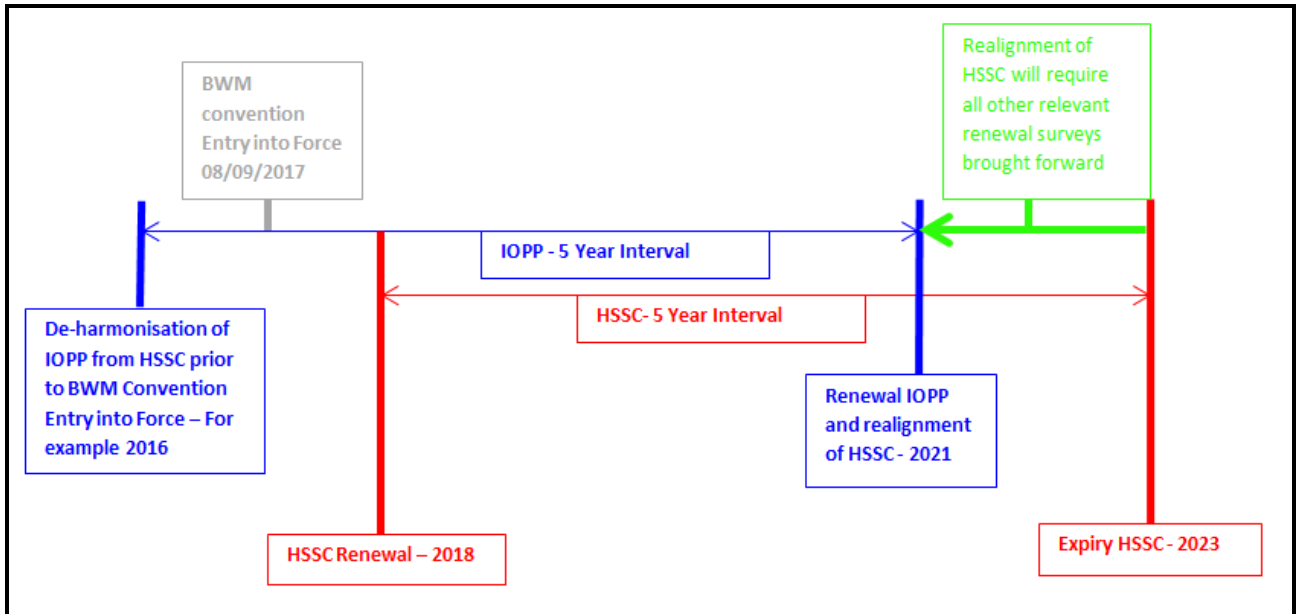 BWM
convention
Entry into Force
08/09/2017
Realignment of
HSSC will require
all other relevant
renewal surveys
brought forward
IOPP - 5 Year Interval
HSSC- 5 Year Interval
De-harmonisation of
IOPP from HSSC prior
to BWM Convention
Entry into Force – For
example 2016
Renewal IOPP
and realignment
of HSSC - 2021
HSSC Renewal – 2018
Expiry HSSC - 2023